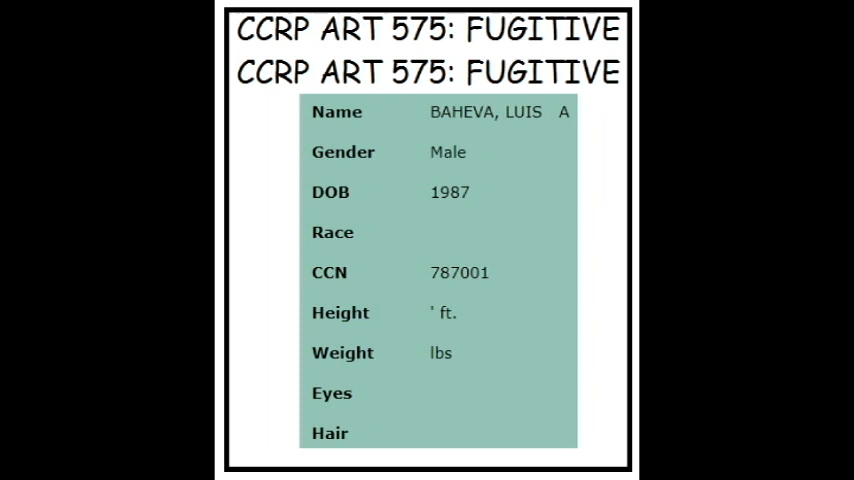 CCRP ART 575: FUGITIVE
CCRP ART 575: FUGITIVE
Name BAHEVA, LUIS A
Gender Male
DOB 1987
Race
CCN 787001
Height ' ft.
Weight lbs
Eyes
Hair